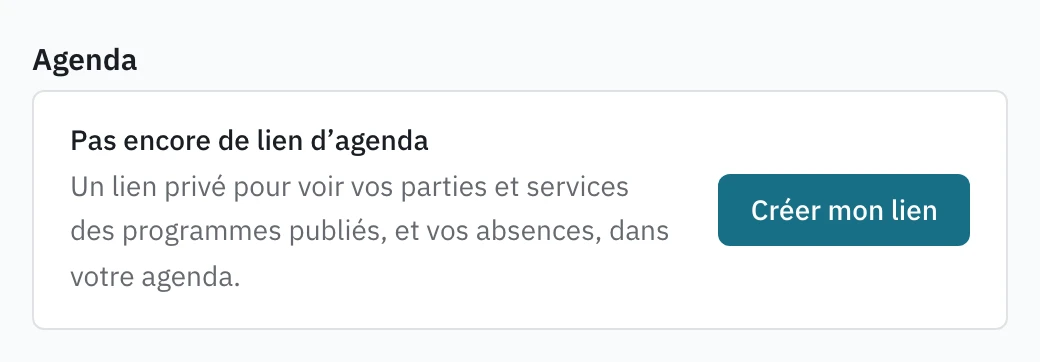 Agenda
Pas encore de lien d’agenda
Un lien privé pour voir vos parties et services
des programmes publiés, et vos absences, dans
votre agenda.
Créer mon lien